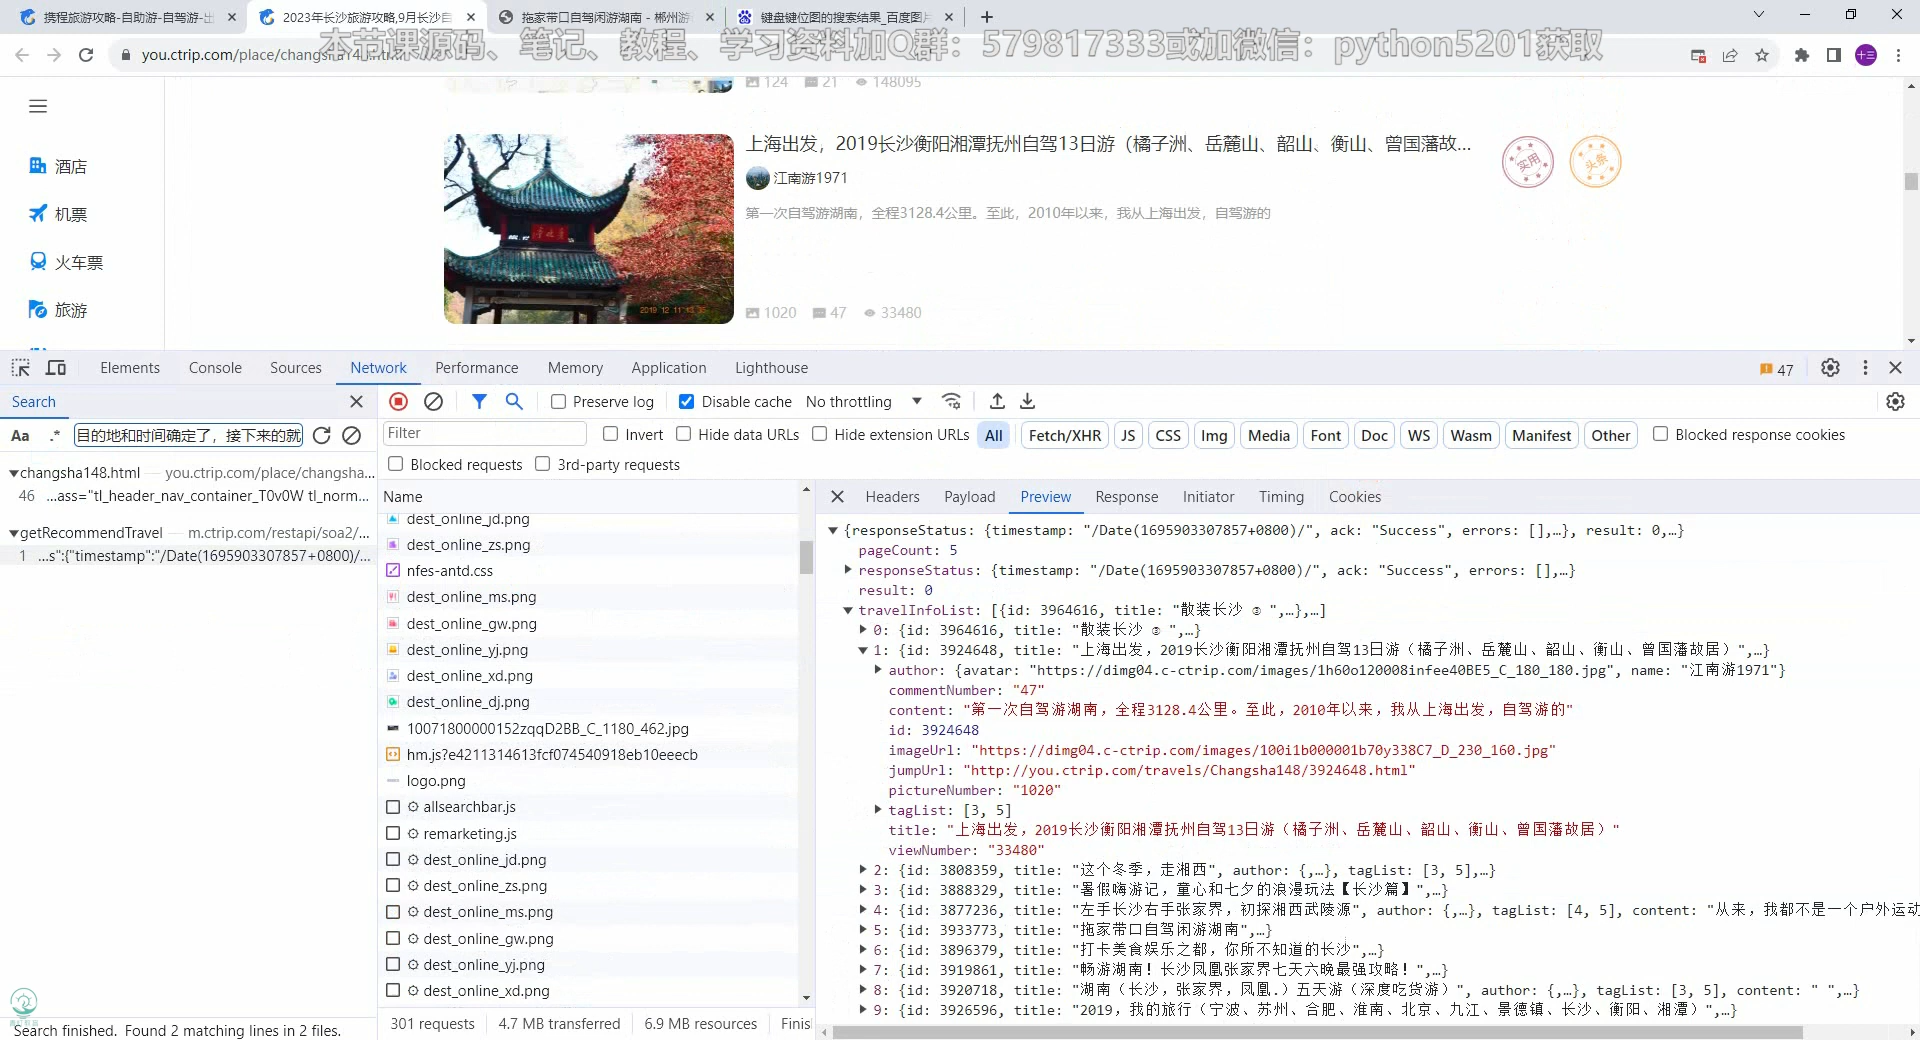 携程旅游攻略-自助游-自驾游-出
2023年长沙旅游攻略,9月长沙自
拖家带口自驾闲游湖南 - 郴州游
键盘键位图的搜索结果_百度图片
you.ctrip.com/place/changsha148.html
本节课源码、笔记、教程、学习资料加Q群：579817333或加微信：python5201获取
十三
124 21 148095
酒店
机票
火车票
旅游
上海出发，2019长沙衡阳湘潭抚州自驾13日游（橘子洲、岳麓山、韶山、衡山、曾国藩故...
江南游1971
第一次自驾游湖南，全程3128.4公里。至此，2010年以来，我从上海出发，自驾游的
1020 47 33480
实用
头条
Elements Console Sources Network Performance Memory Application Lighthouse 47
Search
Preserve log Disable cache No throttling
Aa .* 目的地和时间确定了，接下来的就
Filter Invert Hide data URLs Hide extension URLs All Fetch/XHR JS CSS Img Media Font Doc WS Wasm Manifest Other Blocked response cookies
Blocked requests 3rd-party requests
changsha148.html — you.ctrip.com/place/changsha...
46 ...ass="tl_header_nav_container_T0v0W tl_norm...
getRecommendTravel — m.ctrip.com/restapi/soa2/...
1 ...s":{"timestamp":"/Date(1695903307857+0800)/...
Name
dest_online_jd.png
dest_online_zs.png
nfes-antd.css
dest_online_ms.png
dest_online_gw.png
dest_online_yj.png
dest_online_xd.png
dest_online_dj.png
10071800000152zqqD2BB_C_1180_462.jpg
hm.js?e4211314613fcf074540918eb10eeecb
logo.png
allsearchbar.js
remarketing.js
dest_online_jd.png
dest_online_zs.png
dest_online_ms.png
dest_online_gw.png
dest_online_yj.png
dest_online_xd.png
Headers Payload Preview Response Initiator Timing Cookies
{responseStatus: {timestamp: "/Date(1695903307857+0800)/", ack: "Success", errors: [],…}, result: 0,…}
pageCount: 5
responseStatus: {timestamp: "/Date(1695903307857+0800)/", ack: "Success", errors: [],…}
result: 0
travelInfoList: [{id: 3964616, title: "散装长沙 ② ",…},…]
0: {id: 3964616, title: "散装长沙 ② ",…}
1: {id: 3924648, title: "上海出发，2019长沙衡阳湘潭抚州自驾13日游（橘子洲、岳麓山、韶山、衡山、曾国藩故居）",…}
author: {avatar: "https://dimg04.c-ctrip.com/images/1h60o120008infee40BE5_C_180_180.jpg", name: "江南游1971"}
commentNumber: "47"
content: "第一次自驾游湖南，全程3128.4公里。至此，2010年以来，我从上海出发，自驾游的"
id: 3924648
imageUrl: "https://dimg04.c-ctrip.com/images/100i1b000001b70y338C7_D_230_160.jpg"
jumpUrl: "http://you.ctrip.com/travels/Changsha148/3924648.html"
pictureNumber: "1020"
tagList: [3, 5]
title: "上海出发，2019长沙衡阳湘潭抚州自驾13日游（橘子洲、岳麓山、韶山、衡山、曾国藩故居）"
viewNumber: "33480"
2: {id: 3808359, title: "这个冬季，走湘西", author: {,…}, tagList: [3, 5],…}
3: {id: 3888329, title: "暑假嗨游记，童心和七夕的浪漫玩法【长沙篇】",…}
4: {id: 3877236, title: "左手长沙右手张家界，初探湘西武陵源", author: {,…}, tagList: [4, 5], content: "从来，我都不是一个户外运动
5: {id: 3933773, title: "拖家带口自驾闲游湖南",…}
6: {id: 3896379, title: "打卡美食娱乐之都，你所不知道的长沙",…}
7: {id: 3919861, title: "畅游湖南！长沙凤凰张家界七天六晚最强攻略！",…}
8: {id: 3920718, title: "湖南（长沙，张家界，凤凰.）五天游（深度吃货游）", author: {,…}, tagList: [3, 5], content: " ",…}
9: {id: 3926596, title: "2019，我的旅行（宁波、苏州、合肥、淮南、北京、九江、景德镇、长沙、衡阳、湘潭）",…}
Search finished. Found 2 matching lines in 2 files.
301 requests 4.7 MB transferred 6.9 MB resources Finis